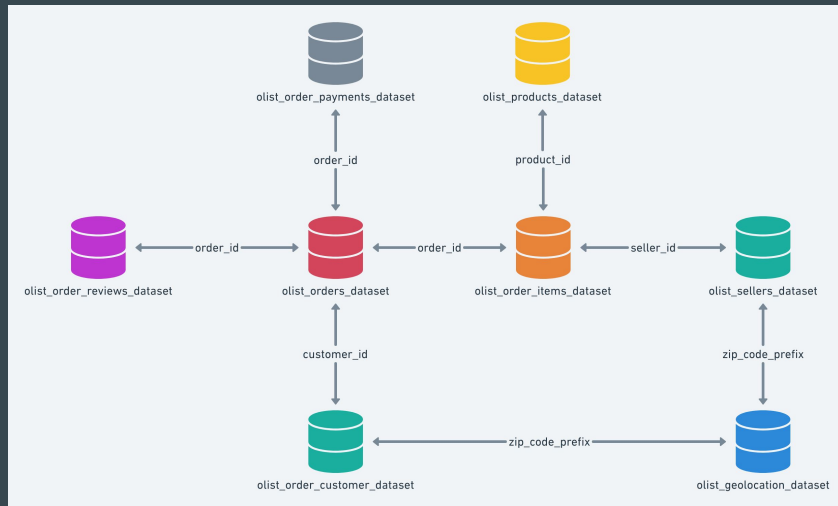 olist_order_payments_dataset
olist_products_dataset
order_id
product_id
order_id
order_id
seller_id
olist_order_reviews_dataset
olist_orders_dataset
olist_order_items_dataset
olist_sellers_dataset
customer_id
zip_code_prefix
zip_code_prefix
olist_order_customer_dataset
olist_geolocation_dataset